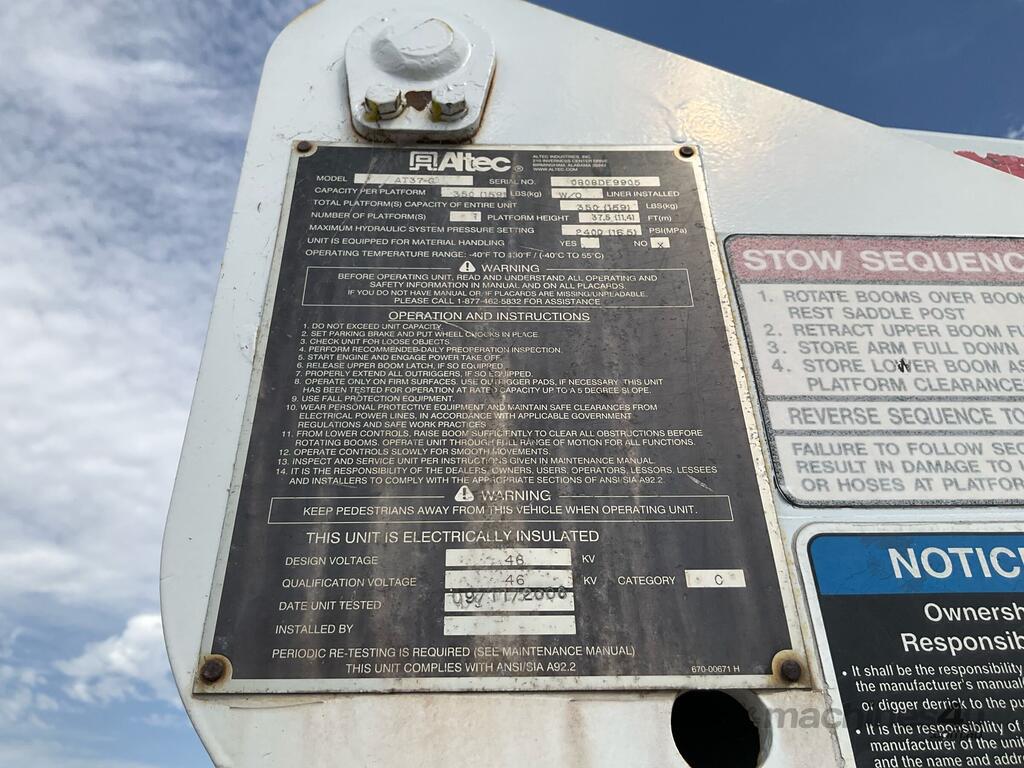 Altec®
ALTEC INDUSTRIES, INC.
210 INVERNESS CENTER DRIVE
BIRMINGHAM, ALABAMA 35242
WWW.ALTEC.COM
MODEL AT37-G SERIAL NO. 0808DE9905
CAPACITY PER PLATFORM 350 (159) LBS(kg) W/O LINER INSTALLED
TOTAL PLATFORM(S) CAPACITY OF ENTIRE UNIT 350 (159) LBS(kg)
NUMBER OF PLATFORM(S) 1 PLATFORM HEIGHT 37.5 (11.4) FT(m)
MAXIMUM HYDRAULIC SYSTEM PRESSURE SETTING 2400 (16.5) PSI(MPa)
UNIT IS EQUIPPED FOR MATERIAL HANDLING YES NO X
OPERATING TEMPERATURE RANGE: -40°F TO 130°F / (-40°C TO 55°C)
WARNING
BEFORE OPERATING UNIT, READ AND UNDERSTAND ALL OPERATING AND
SAFETY INFORMATION IN MANUAL AND ON ALL PLACARDS.
IF YOU DO NOT HAVE MANUAL OR IF PLACARDS ARE MISSING/UNREADABLE,
PLEASE CALL 1-877-462-5832 FOR ASSISTANCE
OPERATION AND INSTRUCTIONS
1. DO NOT EXCEED UNIT CAPACITY.
2. SET PARKING BRAKE AND PUT WHEEL CHOCKS IN PLACE.
3. CHECK UNIT FOR LOOSE OBJECTS.
4. PERFORM RECOMMENDED DAILY PREOPERATION INSPECTION.
5. START ENGINE AND ENGAGE POWER TAKE OFF.
6. RELEASE UPPER BOOM LATCH, IF SO EQUIPPED.
7. PROPERLY EXTEND ALL OUTRIGGERS, IF SO EQUIPPED.
8. OPERATE ONLY ON FIRM SURFACES. USE OUTRIGGER PADS, IF NECESSARY. THIS UNIT
HAS BEEN TESTED FOR OPERATION AT RATED CAPACITY UP TO A 5 DEGREE SLOPE.
9. USE FALL PROTECTION EQUIPMENT.
10. WEAR PERSONAL PROTECTIVE EQUIPMENT AND MAINTAIN SAFE CLEARANCES FROM
ELECTRICAL POWER LINES, IN ACCORDANCE WITH APPLICABLE GOVERNMENT
REGULATIONS AND SAFE WORK PRACTICES
11. FROM LOWER CONTROLS, RAISE BOOM SUFFICIENTLY TO CLEAR ALL OBSTRUCTIONS BEFORE
ROTATING BOOMS. OPERATE UNIT THROUGH FULL RANGE OF MOTION FOR ALL FUNCTIONS.
12. OPERATE CONTROLS SLOWLY FOR SMOOTH MOVEMENTS.
13. INSPECT AND SERVICE UNIT PER INSTRUCTIONS GIVEN IN MAINTENANCE MANUAL.
14. IT IS THE RESPONSIBILITY OF THE DEALERS, OWNERS, USERS, OPERATORS, LESSORS, LESSEES
AND INSTALLERS TO COMPLY WITH THE APPROPRIATE SECTIONS OF ANSI/SIA A92.2.
WARNING
KEEP PEDESTRIANS AWAY FROM THIS VEHICLE WHEN OPERATING UNIT.
THIS UNIT IS ELECTRICALLY INSULATED
DESIGN VOLTAGE 46 KV
QUALIFICATION VOLTAGE 46 KV CATEGORY C
DATE UNIT TESTED 2008
INSTALLED BY
PERIODIC RE-TESTING IS REQUIRED (SEE MAINTENANCE MANUAL)
THIS UNIT COMPLIES WITH ANSI/SIA A92.2 670-00671 H
STOW SEQUENC
1. ROTATE BOOMS OVER BOO
REST SADDLE POST
2. RETRACT UPPER BOOM FU
3. STORE ARM FULL DOWN
4. STORE LOWER BOOM AS
PLATFORM CLEARANCE
REVERSE SEQUENCE TO
FAILURE TO FOLLOW SEQ
RESULT IN DAMAGE TO
OR HOSES AT PLATFOR
NOTIC
Ownersh
Responsib
• It shall be the responsibility
the manufacturer's manual
or digger derrick to the pu
• It is the responsibility of
manufacturer of the unit
and the name and addr
machines4u